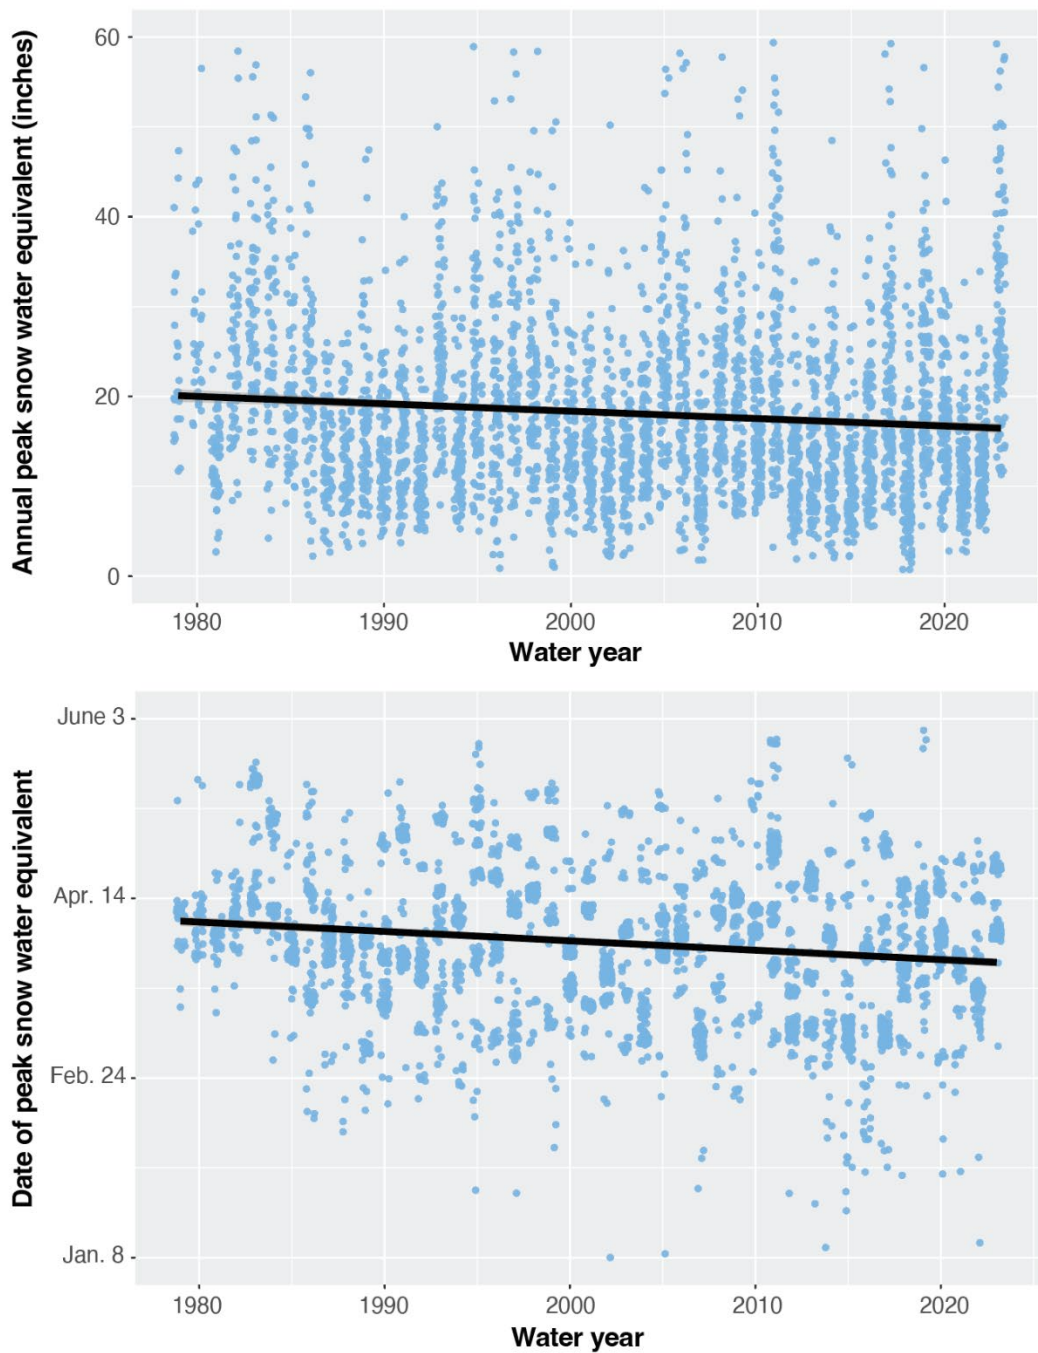 Annual peak snow water equivalent (inches)
60
40
20
0
1980 1990 2000 2010 2020
Water year
Date of peak snow water equivalent
June 3
Apr. 14
Feb. 24
Jan. 8
1980 1990 2000 2010 2020
Water year